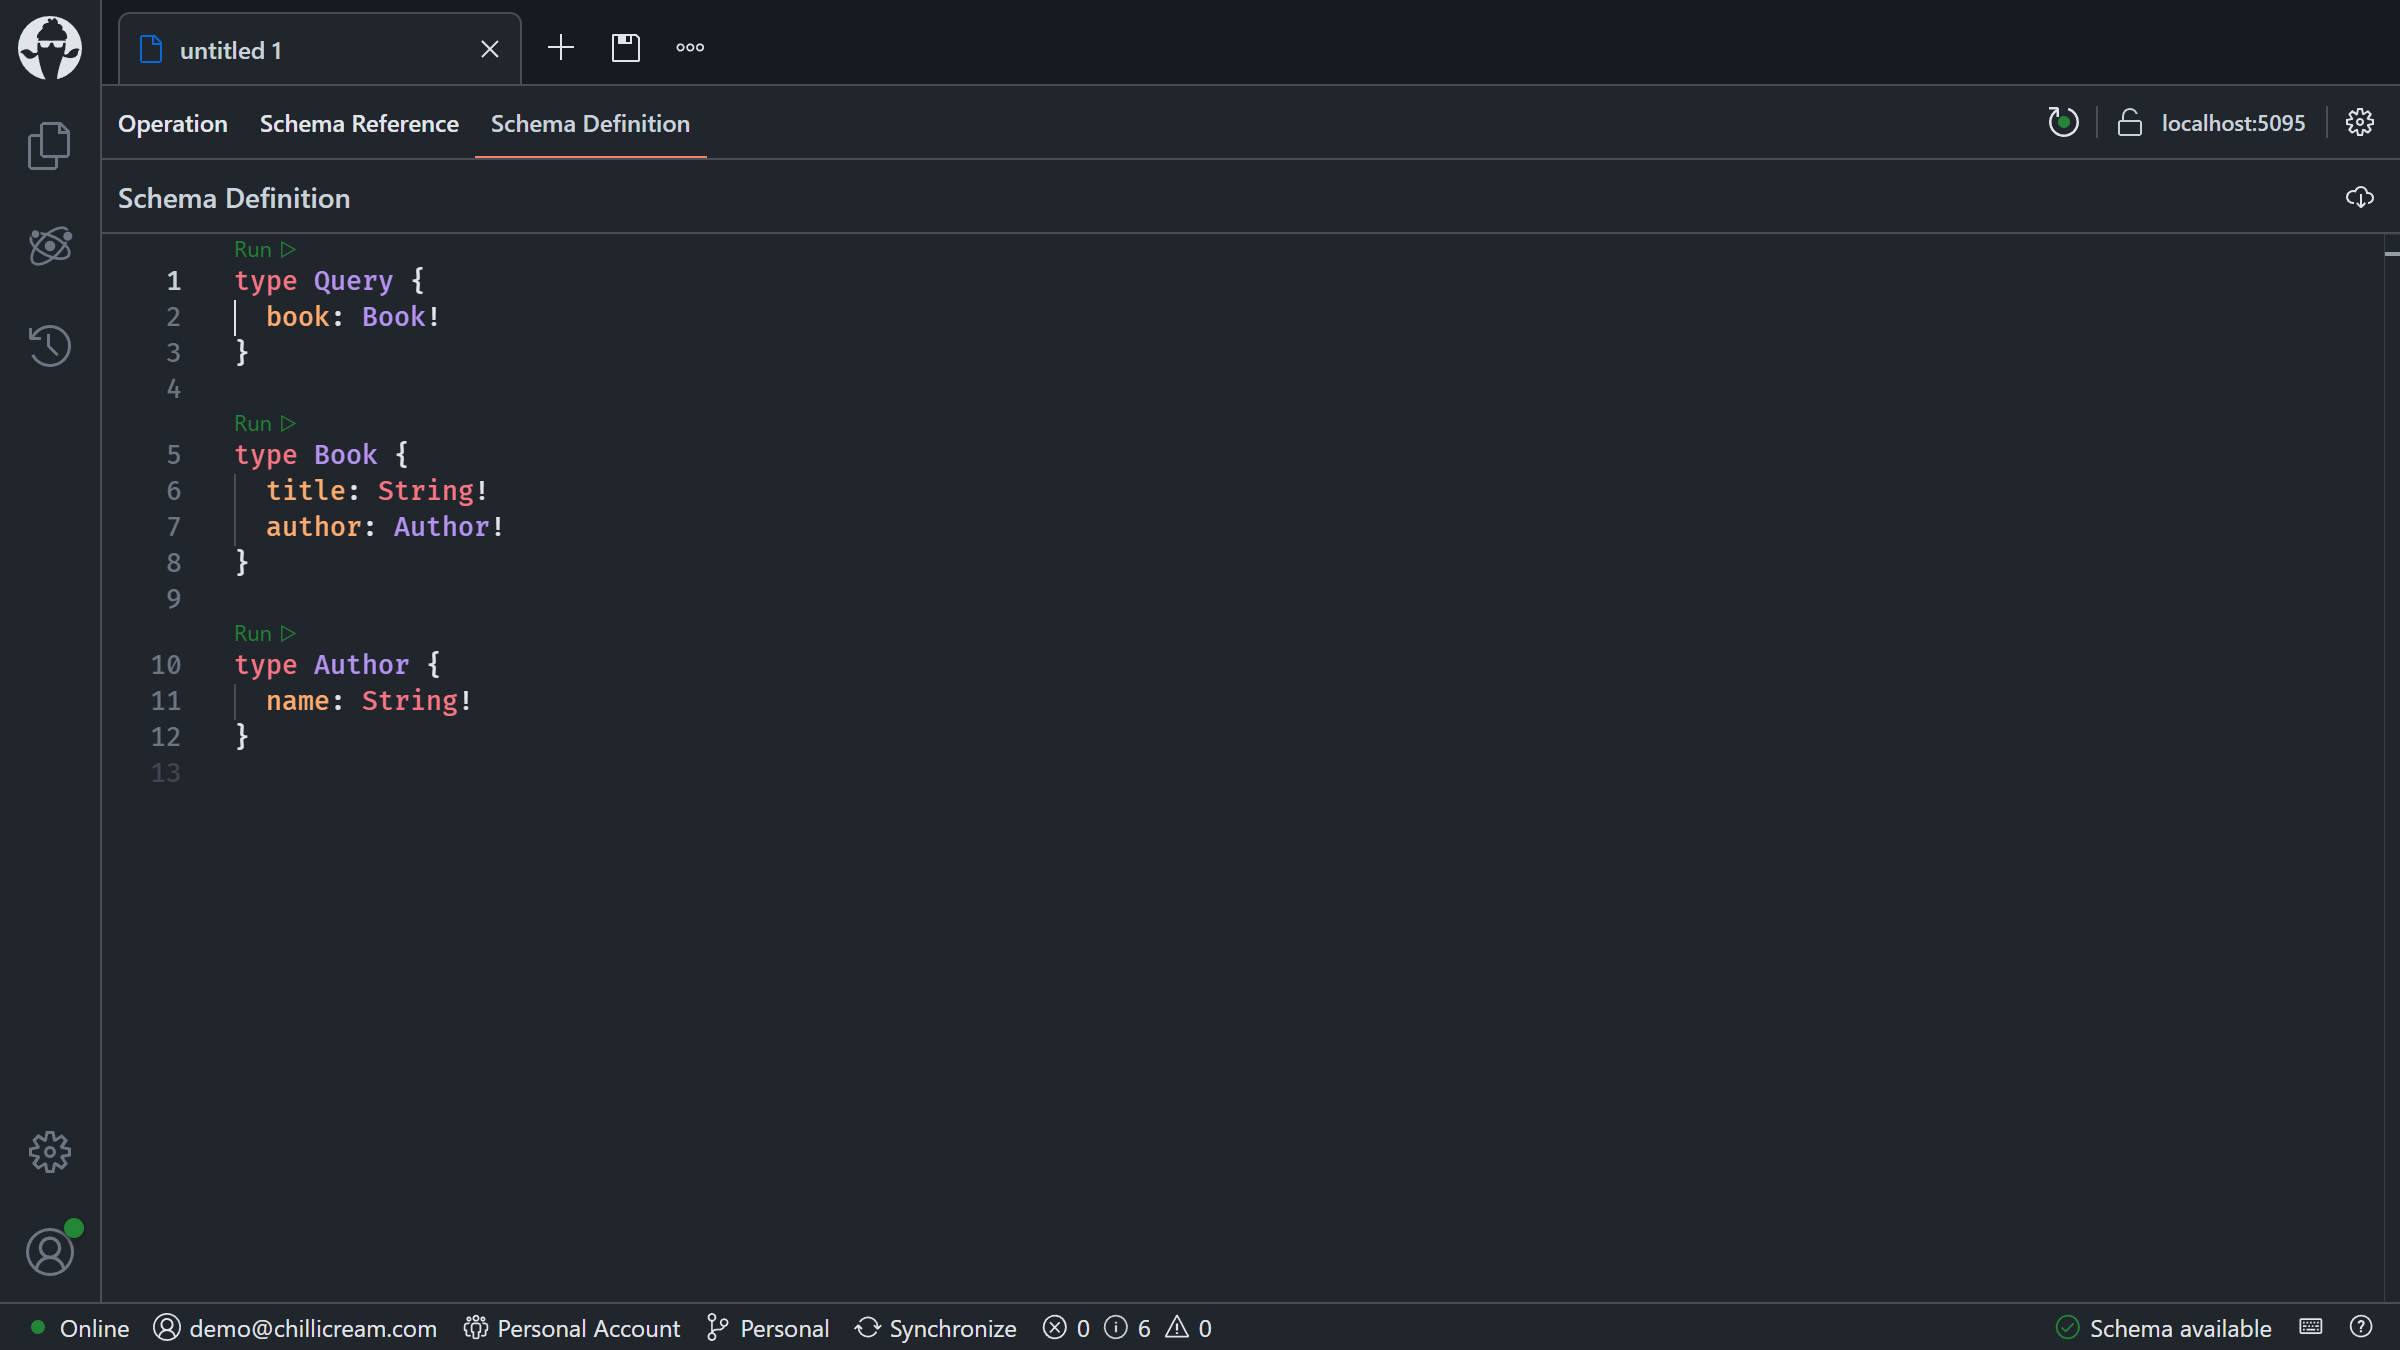 untitled 1
Operation Schema Reference Schema Definition localhost:5095
Schema Definition
Run
1 type Query {
2   book: Book!
3 }
4
Run
5 type Book {
6   title: String!
7   author: Author!
8 }
9
Run
10 type Author {
11   name: String!
12 }
13
Online demo@chillicream.com Personal Account Personal Synchronize 0 6 0 Schema available